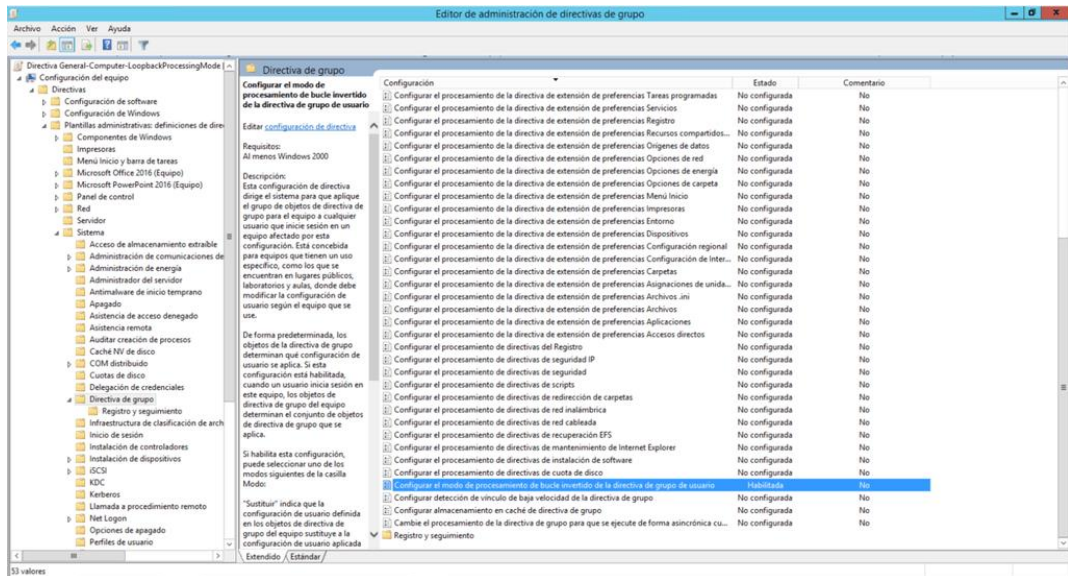 Editor de administración de directivas de grupo
Archivo Acción Ver Ayuda
Directiva General-Computer-LoopbackProcessingMode [
Configuración del equipo
Directivas
Configuración de software
Configuración de Windows
Plantillas administrativas: definiciones de dire
Componentes de Windows
Impresoras
Menú Inicio y barra de tareas
Microsoft Office 2016 (Equipo)
Microsoft PowerPoint 2016 (Equipo)
Panel de control
Red
Servidor
Sistema
Acceso de almacenamiento extraíble
Administración de comunicaciones de
Administración de energía
Administrador del servidor
Antimalware de inicio temprano
Apagado
Asistencia de acceso denegado
Asistencia remota
Auditar creación de procesos
Caché NV de disco
COM distribuido
Cuotas de disco
Delegación de credenciales
Directiva de grupo
Registro y seguimiento
Infraestructura de clasificación de arch
Inicio de sesión
Instalación de controladores
Instalación de dispositivos
iSCSI
KDC
Kerberos
Llamada a procedimiento remoto
Net Logon
Opciones de apagado
Perfiles de usuario
Directiva de grupo
Configurar el modo de
procesamiento de bucle invertido
de la directiva de grupo de usuario
Editar configuración de directiva
Requisitos:
Al menos Windows 2000
Descripción:
Esta configuración de directiva
dirige el sistema para que aplique
el grupo de objetos de directiva de
grupo para el equipo a cualquier
usuario que inicie sesión en un
equipo afectado por esta
configuración. Está concebida
para equipos que tienen un uso
específico, como los que se
encuentran en lugares públicos,
laboratorios y aulas, donde debe
modificar la configuración de
usuario según el equipo que se
use.
De forma predeterminada, los
objetos de la directiva de grupo
determinan qué configuración de
usuario se aplica. Si esta
configuración está habilitada,
cuando un usuario inicia sesión en
este equipo, los objetos de
directiva de grupo del equipo
determinan el conjunto de objetos
de directiva de grupo que se
aplica.
Si habilita esta configuración,
puede seleccionar uno de los
modos siguientes de la casilla
Modo:
"Sustituir" indica que la
configuración de usuario definida
en los objetos de directiva de
grupo del equipo sustituye a la
configuración de usuario aplicada
Configuración Estado Comentario
Configurar el procesamiento de la directiva de extensión de preferencias Tareas programadas No configurada No
Configurar el procesamiento de la directiva de extensión de preferencias Servicios No configurada No
Configurar el procesamiento de la directiva de extensión de preferencias Registro No configurada No
Configurar el procesamiento de la directiva de extensión de preferencias Recursos compartidos... No configurada No
Configurar el procesamiento de la directiva de extensión de preferencias Orígenes de datos No configurada No
Configurar el procesamiento de la directiva de extensión de preferencias Opciones de red No configurada No
Configurar el procesamiento de la directiva de extensión de preferencias Opciones de energía No configurada No
Configurar el procesamiento de la directiva de extensión de preferencias Opciones de carpeta No configurada No
Configurar el procesamiento de la directiva de extensión de preferencias Menú Inicio No configurada No
Configurar el procesamiento de la directiva de extensión de preferencias Impresoras No configurada No
Configurar el procesamiento de la directiva de extensión de preferencias Entorno No configurada No
Configurar el procesamiento de la directiva de extensión de preferencias Dispositivos No configurada No
Configurar el procesamiento de la directiva de extensión de preferencias Configuración regional No configurada No
Configurar el procesamiento de la directiva de extensión de preferencias Configuración de Inter... No configurada No
Configurar el procesamiento de la directiva de extensión de preferencias Carpetas No configurada No
Configurar el procesamiento de la directiva de extensión de preferencias Asignaciones de unida... No configurada No
Configurar el procesamiento de la directiva de extensión de preferencias Archivos .ini No configurada No
Configurar el procesamiento de la directiva de extensión de preferencias Archivos No configurada No
Configurar el procesamiento de la directiva de extensión de preferencias Aplicaciones No configurada No
Configurar el procesamiento de la directiva de extensión de preferencias Accesos directos No configurada No
Configurar el procesamiento de directivas del Registro No configurada No
Configurar el procesamiento de directivas de seguridad IP No configurada No
Configurar el procesamiento de directivas de seguridad No configurada No
Configurar el procesamiento de directivas de scripts No configurada No
Configurar el procesamiento de directivas de redirección de carpetas No configurada No
Configurar el procesamiento de directivas de red inalámbrica No configurada No
Configurar el procesamiento de directivas de red cableada No configurada No
Configurar el procesamiento de directivas de recuperación EFS No configurada No
Configurar el procesamiento de directivas de mantenimiento de Internet Explorer No configurada No
Configurar el procesamiento de directivas de instalación de software No configurada No
Configurar el procesamiento de directivas de cuota de disco No configurada No
Configurar el modo de procesamiento de bucle invertido de la directiva de grupo de usuario Habilitada No
Configurar detección de vínculo de baja velocidad de la directiva de grupo No configurada No
Configurar almacenamiento en caché de directiva de grupo No configurada No
Cambie el procesamiento de la directiva de grupo para que se ejecute de forma asincrónica cu... No configurada No
Registro y seguimiento
Extendido Estándar
53 valores